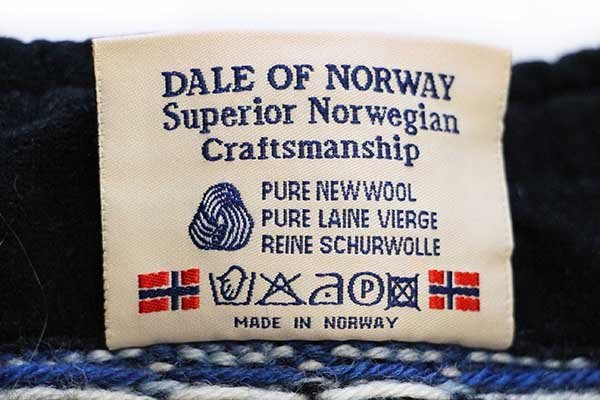 DALE OF NORWAY
Superior Norwegian
Craftsmanship
PURE NEW WOOL
PURE LAINE VIERGE
REINE SCHURWOLLE
P
MADE IN NORWAY